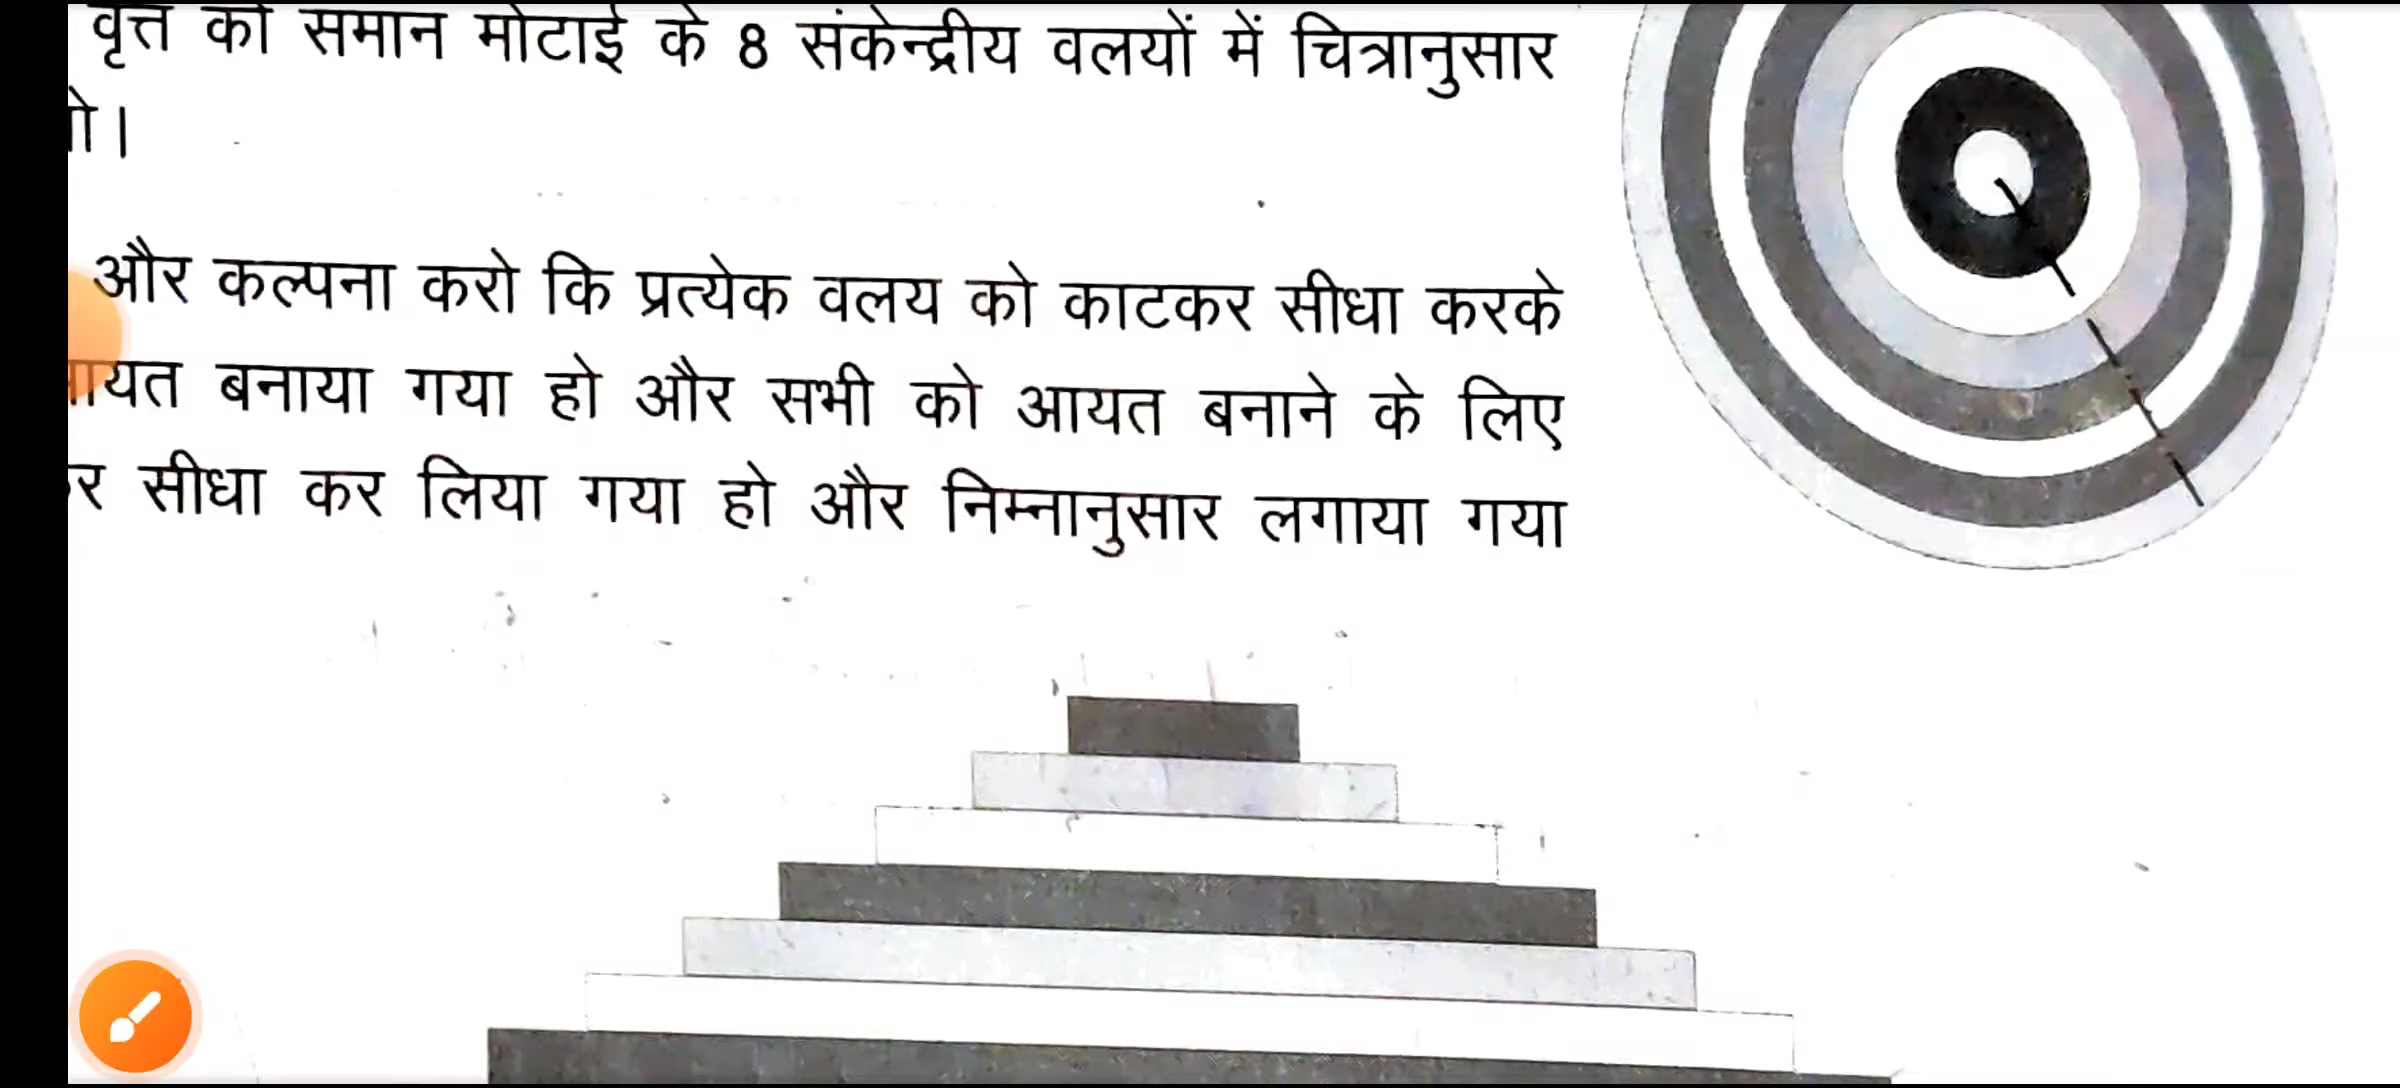 वृत्त को समान मोटाई के 8 संकेन्द्रीय वलयों में चित्रानुसार
और कल्पना करो कि प्रत्येक वलय को काटकर सीधा करके
बनाया गया हो और सभी को आयत बनाने के लिए
सीधा कर लिया गया हो और निम्नानुसार लगाया गया